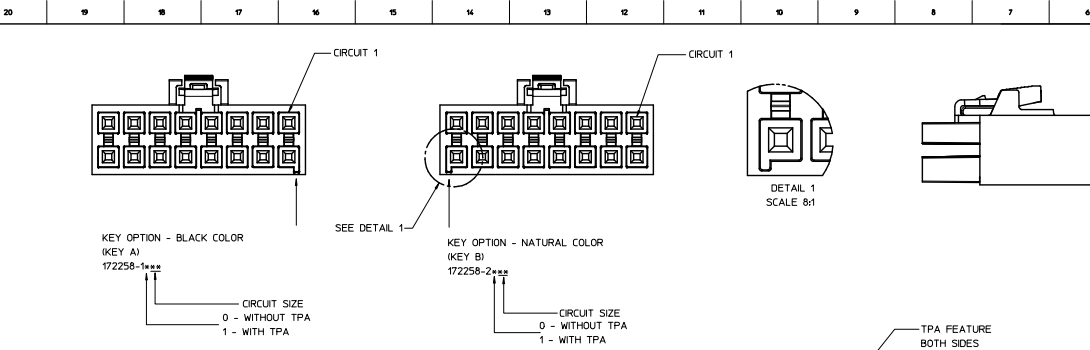 20 19 18 17 16 15 14 13 12 11 10 9 8 7 6
CIRCUIT 1
CIRCUIT 1
DETAIL 1
SCALE 8:1
SEE DETAIL 1
KEY OPTION - BLACK COLOR
(KEY A)
172258-1***
CIRCUIT SIZE
0 - WITHOUT TPA
1 - WITH TPA
KEY OPTION - NATURAL COLOR
(KEY B)
172258-2***
CIRCUIT SIZE
0 - WITHOUT TPA
1 - WITH TPA
TPA FEATURE
BOTH SIDES